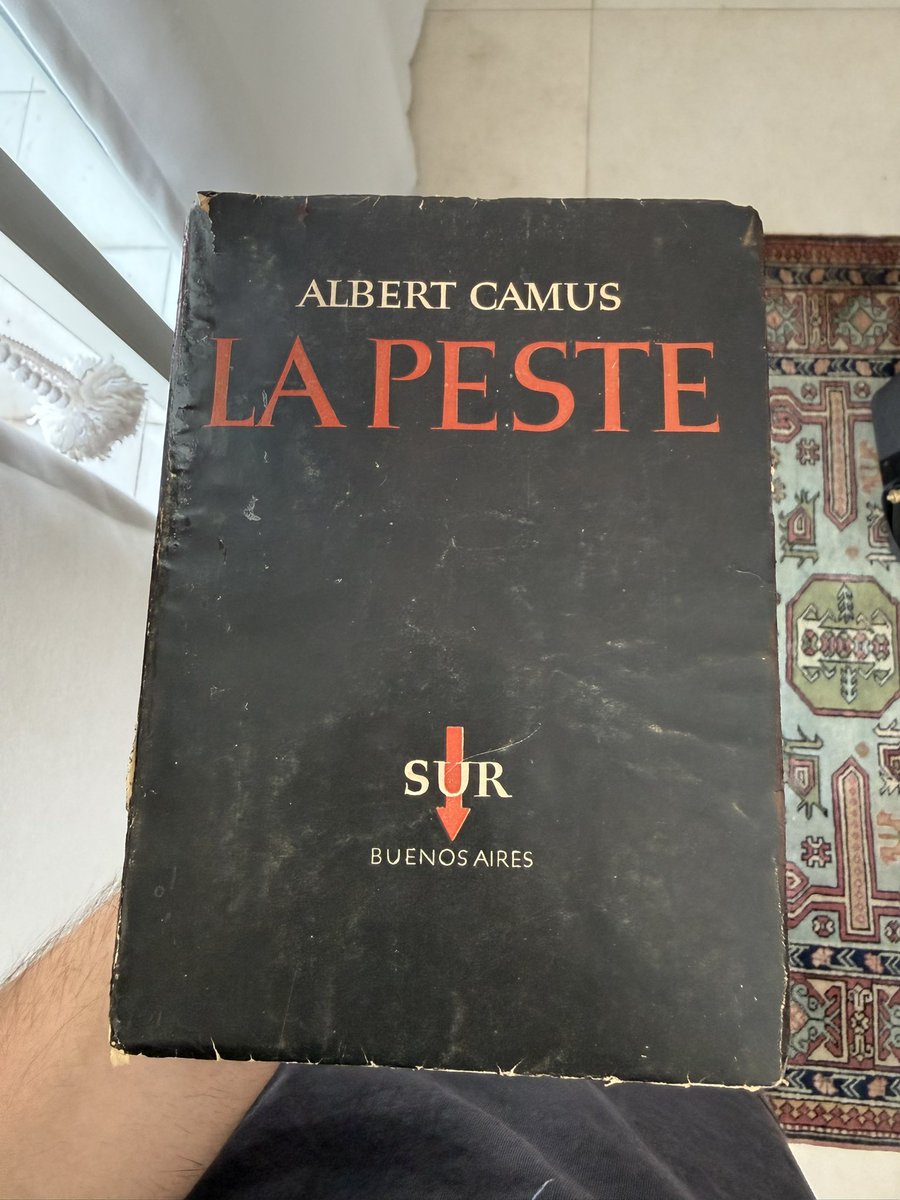 ALBERT CAMUS
LA PESTE
SUR
BUENOS AIRES